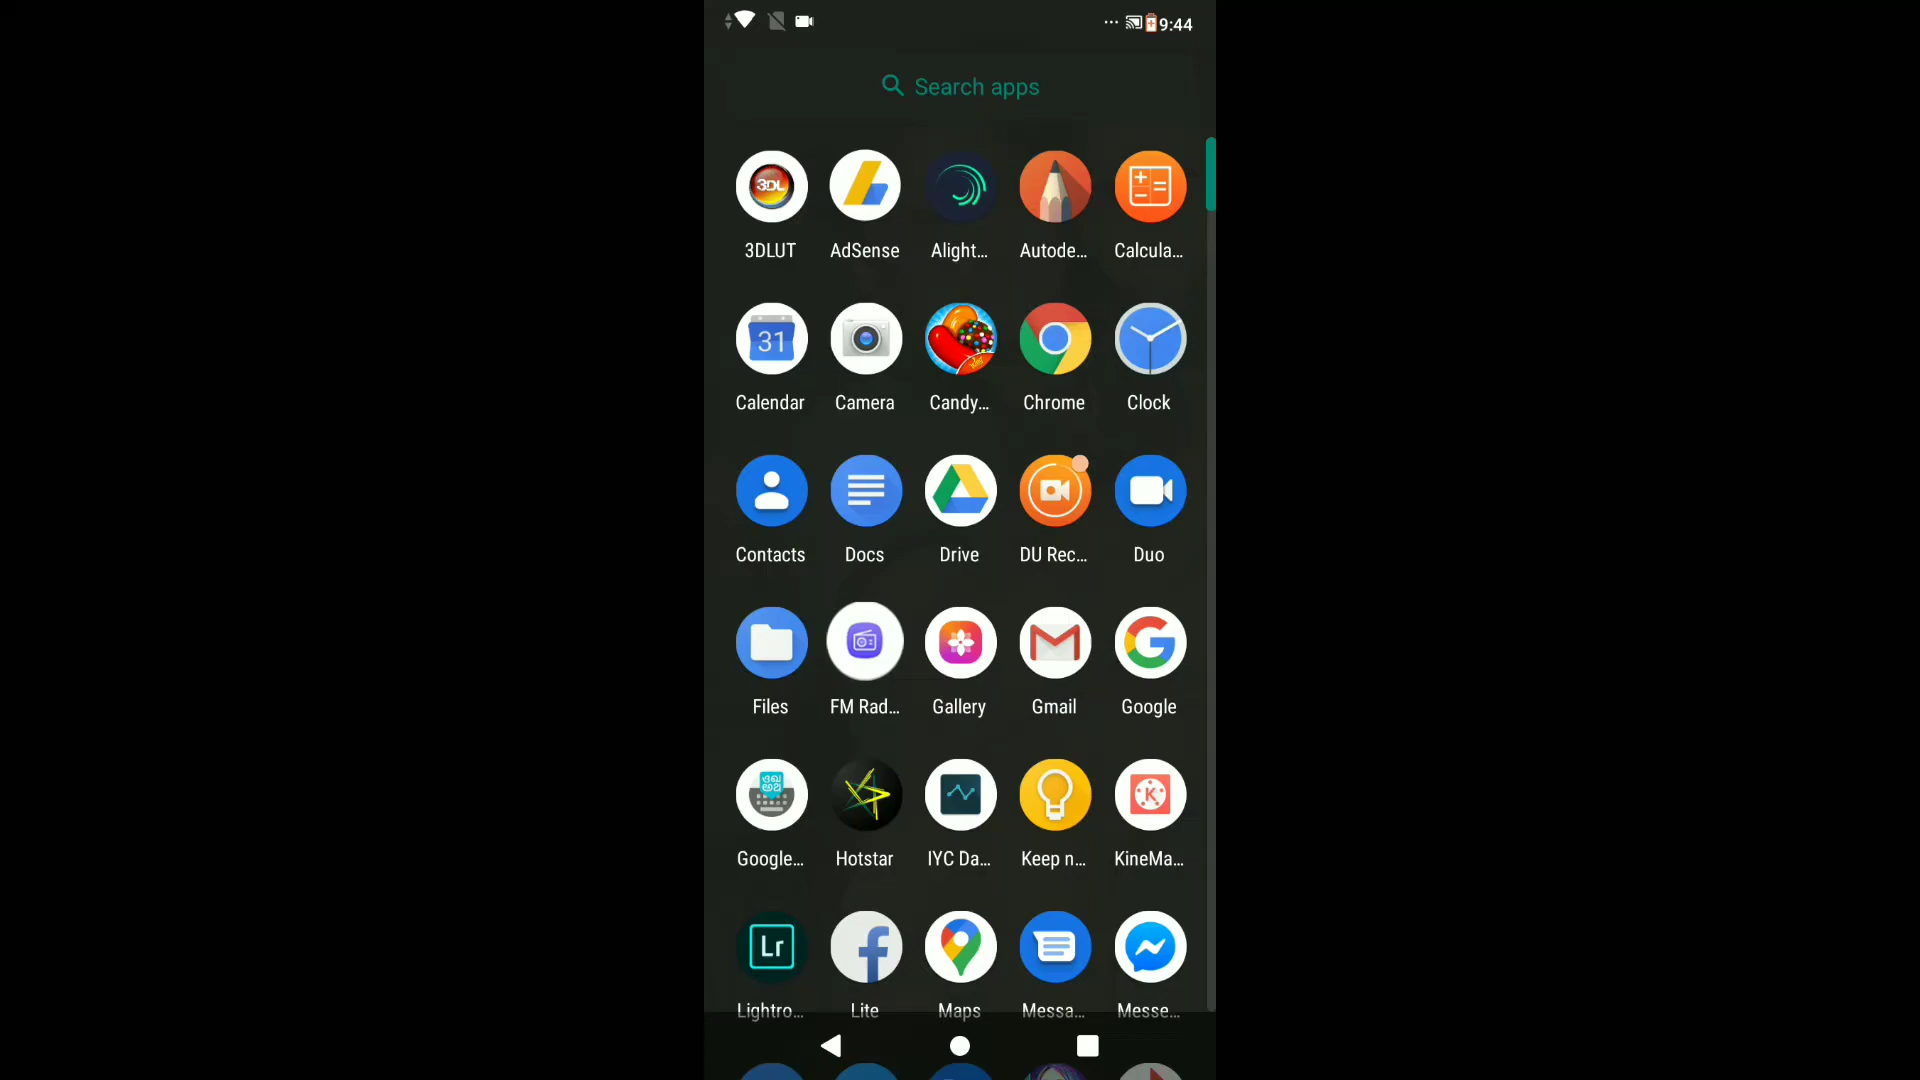 9:44
Search apps
3DL
3DLUT AdSense Alight... Autode... Calcula...
31
Calendar Camera Candy... Chrome Clock
Contacts Docs Drive DU Rec... Duo
Files FM Rad... Gallery Gmail Google
K
Google... Hotstar IYC Da... Keep n... KineMa...
Lr
Lightro... Lite Maps Messa... Messe...